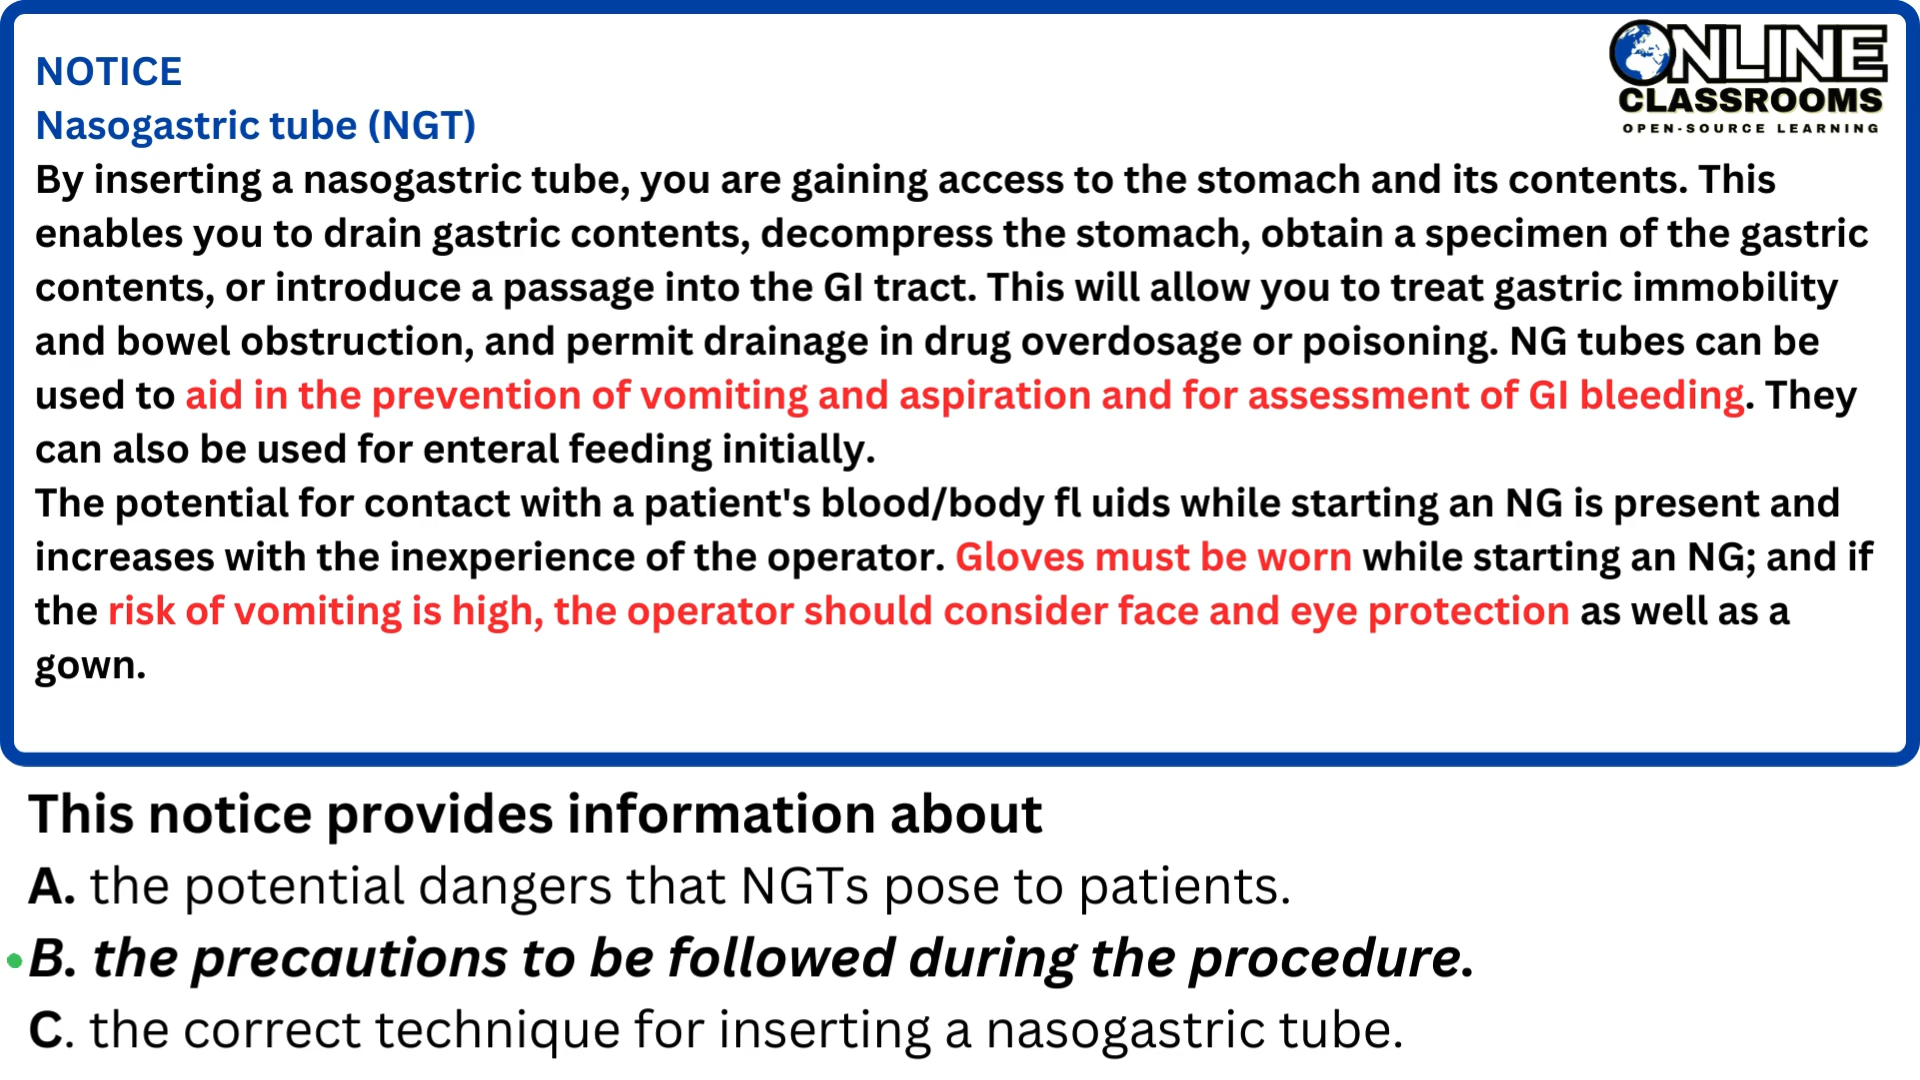 ONLINE
CLASSROOMS
OPEN-SOURCE LEARNING
NOTICE
Nasogastric tube (NGT)
By inserting a nasogastric tube, you are gaining access to the stomach and its contents. This
enables you to drain gastric contents, decompress the stomach, obtain a specimen of the gastric
contents, or introduce a passage into the GI tract. This will allow you to treat gastric immobility
and bowel obstruction, and permit drainage in drug overdosage or poisoning. NG tubes can be
used to aid in the prevention of vomiting and aspiration and for assessment of GI bleeding. They
can also be used for enteral feeding initially.
The potential for contact with a patient's blood/body fl uids while starting an NG is present and
increases with the inexperience of the operator. Gloves must be worn while starting an NG; and if
the risk of vomiting is high, the operator should consider face and eye protection as well as a
gown.
This notice provides information about
A. the potential dangers that NGTs pose to patients.
B. the precautions to be followed during the procedure.
C. the correct technique for inserting a nasogastric tube.